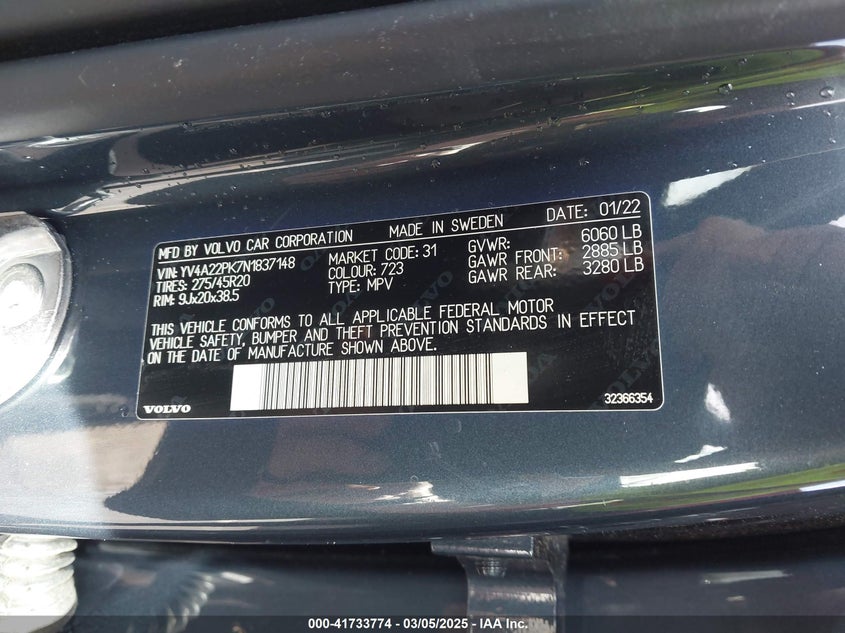 MFD BY VOLVO CAR CORPORATION MADE IN SWEDEN DATE: 01/22
VIN:YV4A22PK7N1837148 MARKET CODE: 31 GVWR: 6060 LB
TIRES: 275/45R20 COLOUR: 723 GAWR FRONT: 2885 LB
RIM: 9Jx20x38.5 TYPE: MPV GAWR REAR: 3280 LB
THIS VEHICLE CONFORMS TO ALL APPLICABLE FEDERAL MOTOR
VEHICLE SAFETY, BUMPER AND THEFT PREVENTION STANDARDS IN EFFECT
ON THE DATE OF MANUFACTURE SHOWN ABOVE.
VOLVO 32366354
000-41733774 - 03/05/2025 - IAA Inc.